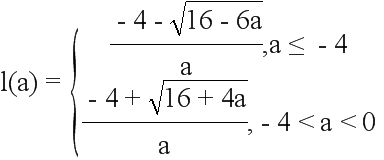 l(a) = { (- 4 - √(16 - 6a))/a ,a ≤ - 4
(- 4 + √(16 + 4a))/a , - 4 < a < 0